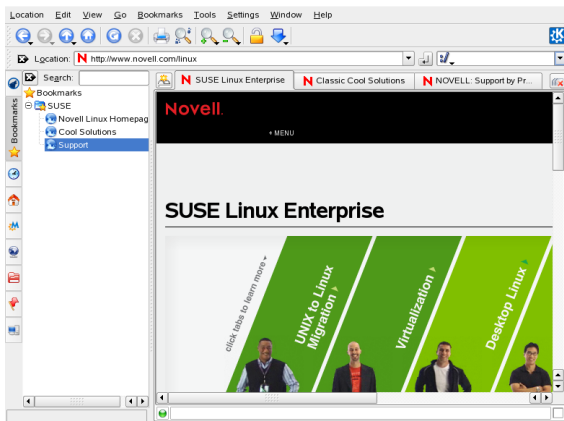 Location Edit View Go Bookmarks Tools Settings Window Help
Location: N http://www.novell.com/linux
Search:
N SUSE Linux Enterprise
N Classic Cool Solutions
N NOVELL: Support by Pr...
Bookmarks
Bookmarks
SUSE
Novell Linux Homepag
Cool Solutions
Support
Novell.
+ MENU
SUSE Linux Enterprise
click tabs to learn more
UNIX to Linux
Migration
Virtualization
Desktop Linux